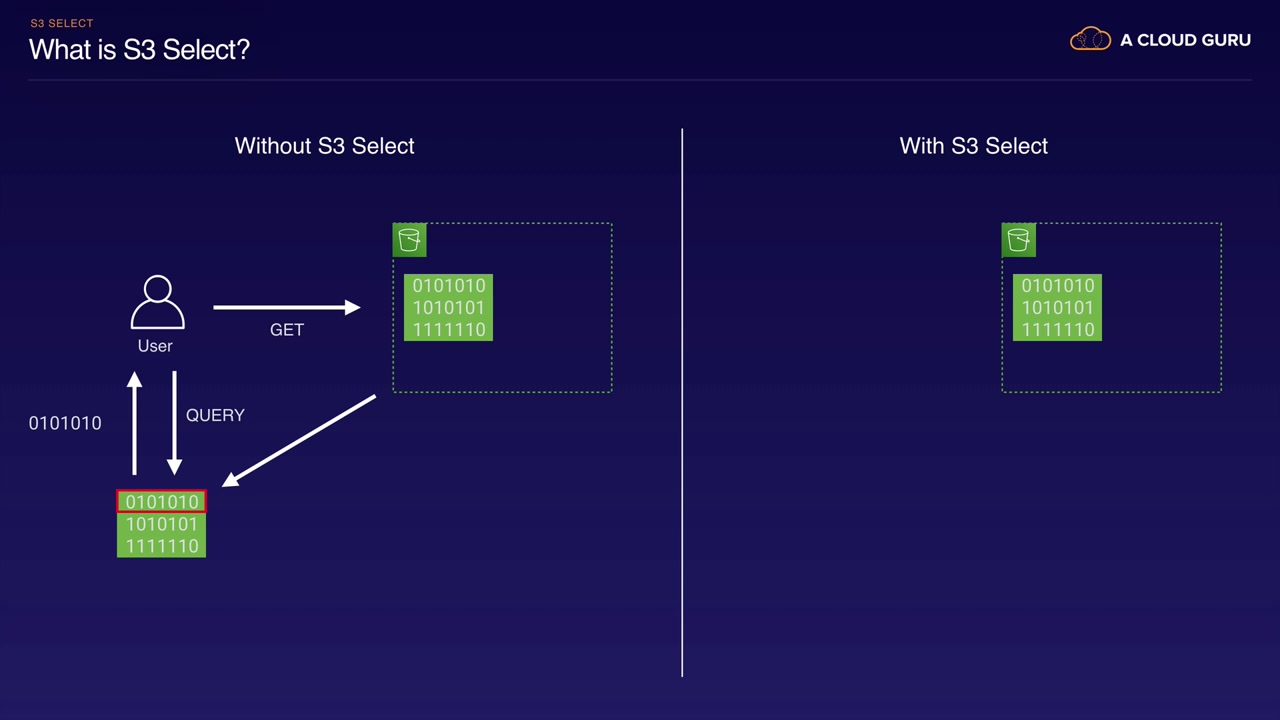 S3 SELECT
What is S3 Select?
A CLOUD GURU
Without S3 Select
0101010
1010101
1111110
GET
User
QUERY
0101010
0101010
1010101
1111110
With S3 Select
0101010
1010101
1111110